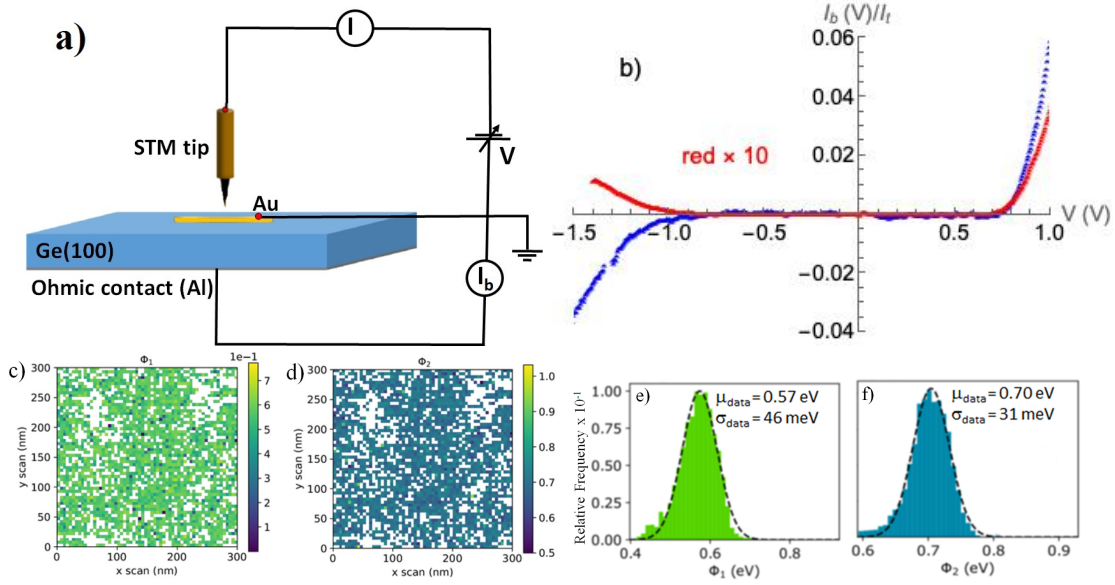 a)
I
STM tip
V
Au
Ge(100)
Ohmic contact (Al)
I_b
b)
I_b (V)/I_t
0.06
0.04
0.02
−0.02
−0.04
red × 10
−1.5
−1.0
−0.5
0.5
1.0
V (V)
c)
Φ₁
1e−1
300
250
200
150
100
50
0
y scan (nm)
0
100
200
300
x scan (nm)
7
6
5
4
3
2
1
d)
Φ₂
300
250
200
150
100
50
0
y scan (nm)
0
100
200
300
x scan (nm)
1.0
0.9
0.8
0.7
0.6
0.5
e)
μdata = 0.57 eV
σdata = 46 meV
Relative Frequency x 10⁻¹
1.00
0.75
0.50
0.25
0.00
0.4
0.6
0.8
Φ₁ (eV)
f)
μdata = 0.70 eV
σdata = 31 meV
0.6
0.7
0.8
0.9
Φ₂ (eV)